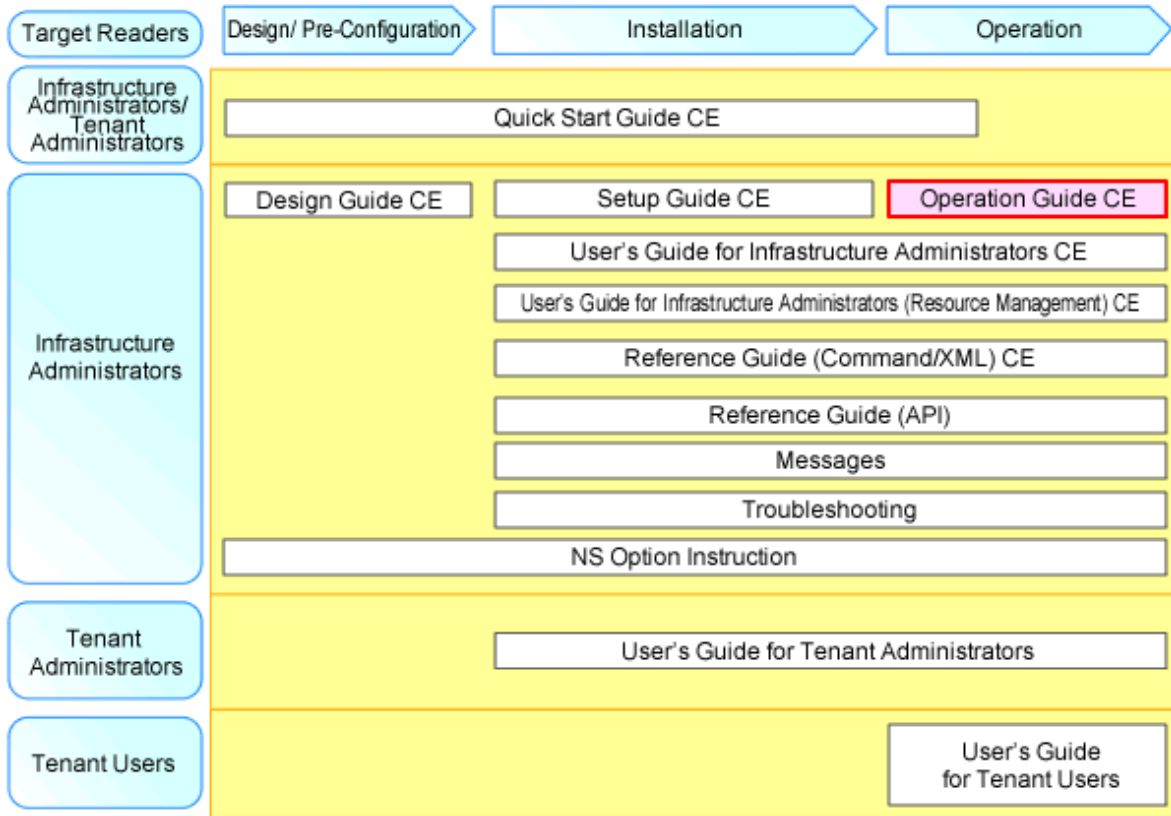 Target Readers
Design/ Pre-Configuration
Installation
Operation
Infrastructure
Administrators/
Tenant
Administrators
Quick Start Guide CE
Infrastructure
Administrators
Design Guide CE
Setup Guide CE
Operation Guide CE
User's Guide for Infrastructure Administrators CE
User's Guide for Infrastructure Administrators (Resource Management) CE
Reference Guide (Command/XML) CE
Reference Guide (API)
Messages
Troubleshooting
NS Option Instruction
Tenant
Administrators
User's Guide for Tenant Administrators
Tenant Users
User's Guide
for Tenant Users